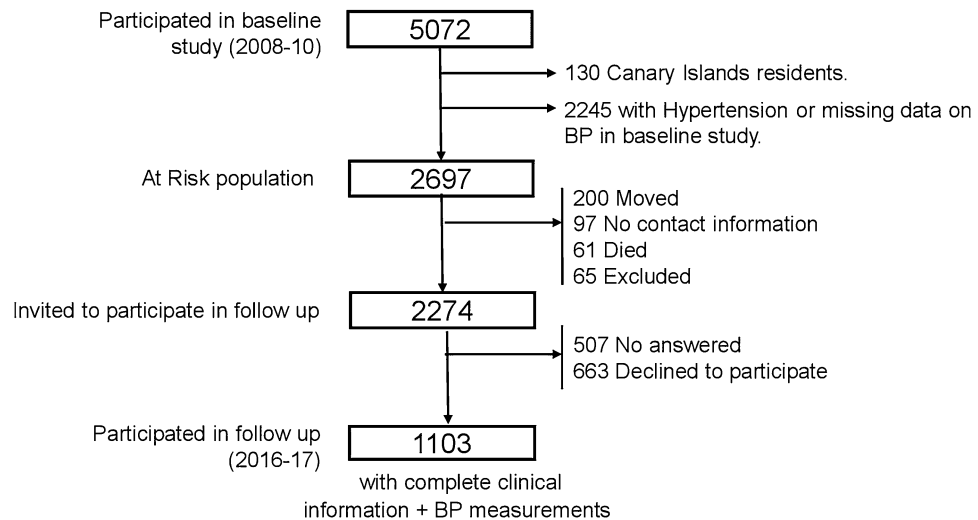 Participated in baseline
study (2008-10)
5072
130 Canary Islands residents.
2245 with Hypertension or missing data on
BP in baseline study.
At Risk population
2697
200 Moved
97 No contact information
61 Died
65 Excluded
Invited to participate in follow up
2274
507 No answered
663 Declined to participate
Participated in follow up
(2016-17)
1103
with complete clinical
information + BP measurements